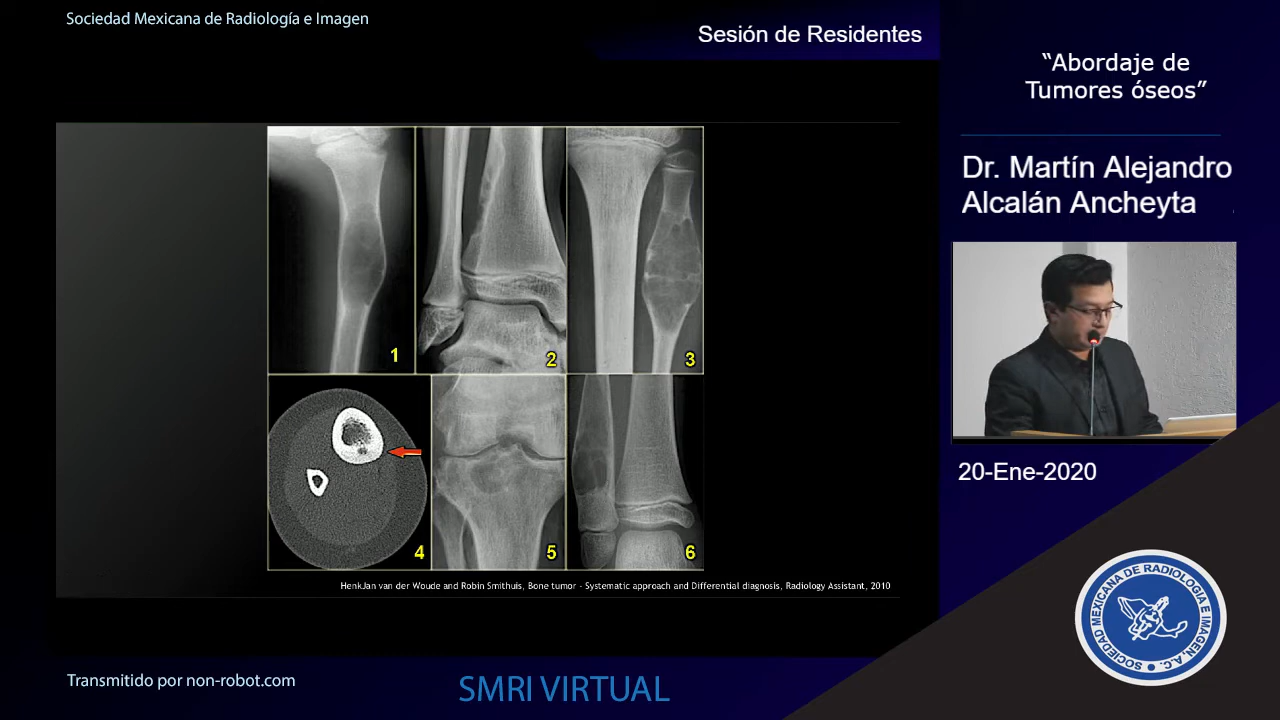 Sociedad Mexicana de Radiología e Imagen
Sesión de Residentes
“Abordaje de
Tumores óseos”
Dr. Martín Alejandro
Alcalán Ancheyta
20-Ene-2020
1
2
3
4
5
6
HenkJan van der Woude and Robin Smithuis, Bone tumor - Systematic approach and Differential diagnosis, Radiology Assistant, 2010
SOCIEDAD MEXICANA DE RADIOLOGIA E IMAGEN, A.C.
Transmitido por non-robot.com
SMRI VIRTUAL